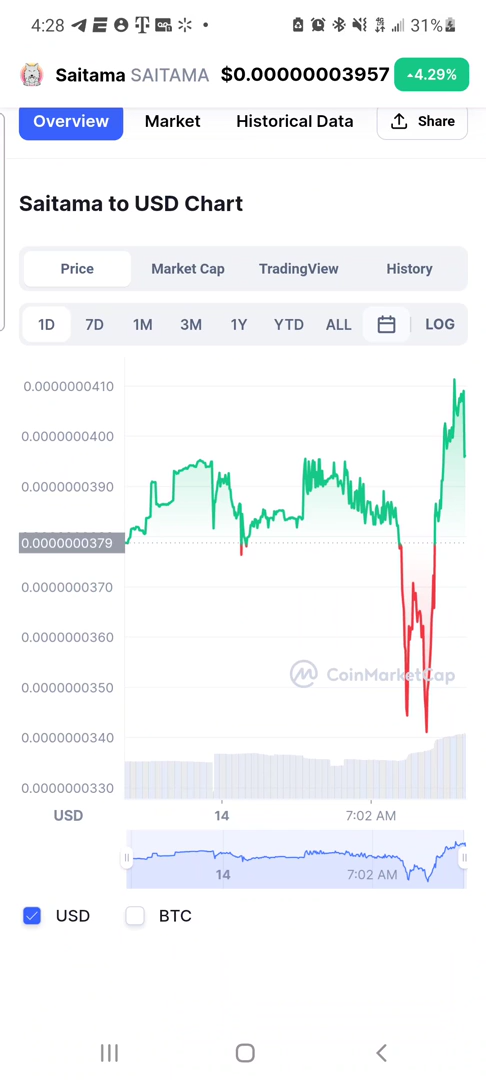 4:28
31%
Saitama SAITAMA $0.00000003957 4.29%
Overview Market Historical Data Share
Saitama to USD Chart
Price Market Cap TradingView History
1D 7D 1M 3M 1Y YTD ALL LOG
0.0000000410
0.0000000400
0.0000000390
0.0000000379
0.0000000370
0.0000000360
0.0000000350
CoinMarketCap
0.0000000340
0.0000000330
USD 14 7:02 AM
14 7:02 AM
USD BTC